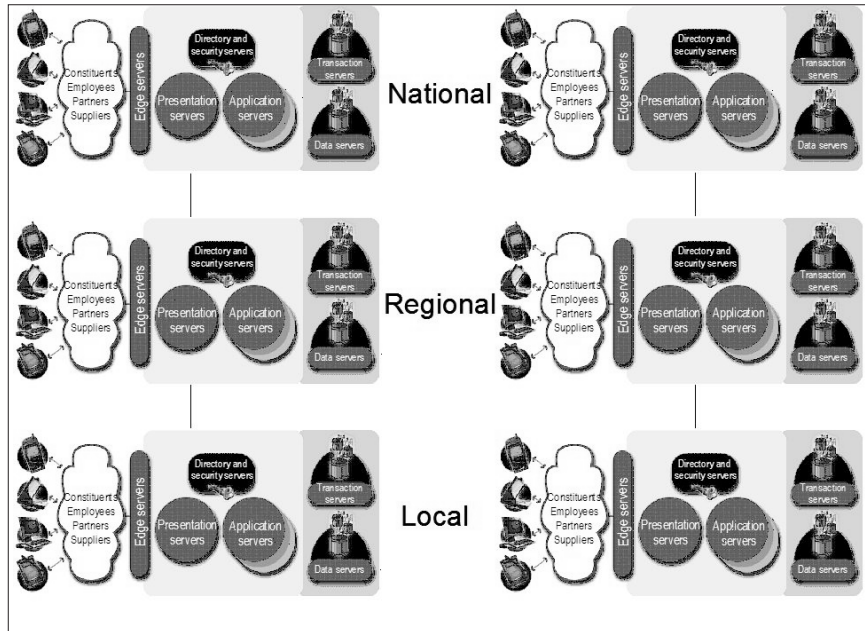 Constituents
Employees
Partners
Suppliers
Edge servers
Directory and
security servers
Presentation
servers
Application
servers
Transaction
servers
Data servers
National
Constituents
Employees
Partners
Suppliers
Edge servers
Directory and
security servers
Presentation
servers
Application
servers
Transaction
servers
Data servers
Constituents
Employees
Partners
Suppliers
Edge servers
Directory and
security servers
Presentation
servers
Application
servers
Transaction
servers
Data servers
Regional
Constituents
Employees
Partners
Suppliers
Edge servers
Directory and
security servers
Presentation
servers
Application
servers
Transaction
servers
Data servers
Constituents
Employees
Partners
Suppliers
Edge servers
Directory and
security servers
Presentation
servers
Application
servers
Transaction
servers
Data servers
Local
Constituents
Employees
Partners
Suppliers
Edge servers
Directory and
security servers
Presentation
servers
Application
servers
Transaction
servers
Data servers